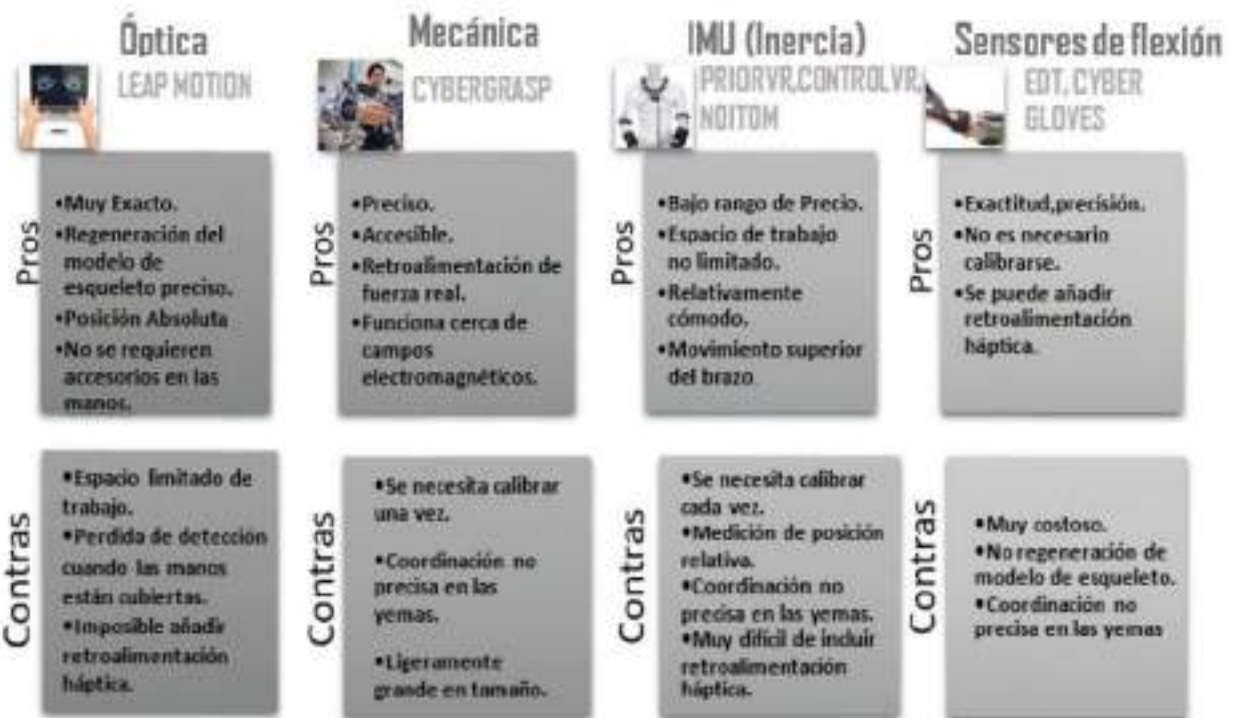 Óptica
LEAP MOTION
Pros
•Muy Exacto.
•Regeneración del
modelo de
esqueleto preciso.
•Posición Absoluta
•No se requieren
accesorios en las
manos.
Contras
•Espacio limitado de
trabajo.
•Perdida de detección
cuando las manos
están cubiertas.
•Imposible añadir
retroalimentación
háptica.
Mecánica
CYBERGRASP
Pros
•Preciso.
•Accesible.
•Retroalimentación de
fuerza real.
•Funciona cerca de
campos
electromagnéticos.
Contras
•Se necesita calibrar
una vez.
•Coordinación no
precisa en las
yemas.
•Ligeramente
grande en tamaño.
IMU (Inercia)
PRIORVR,CONTROLVR,
NOITOM
Pros
•Bajo rango de Precio.
•Espacio de trabajo
no limitado.
•Relativamente
cómodo.
•Movimiento superior
del brazo
Contras
•Se necesita calibrar
cada vez.
•Medición de posición
relativa.
•Coordinación no
precisa en las yemas.
•Muy difícil de incluir
retroalimentación
háptica.
Sensores de flexión
EDT, CYBER
GLOVES
Pros
•Exactitud,precisión.
•No es necesario
calibrarse.
•Se puede añadir
retroalimentación
háptica.
Contras
•Muy costoso.
•No regeneración de
modelo de esqueleto.
•Coordinación no
precisa en las yemas